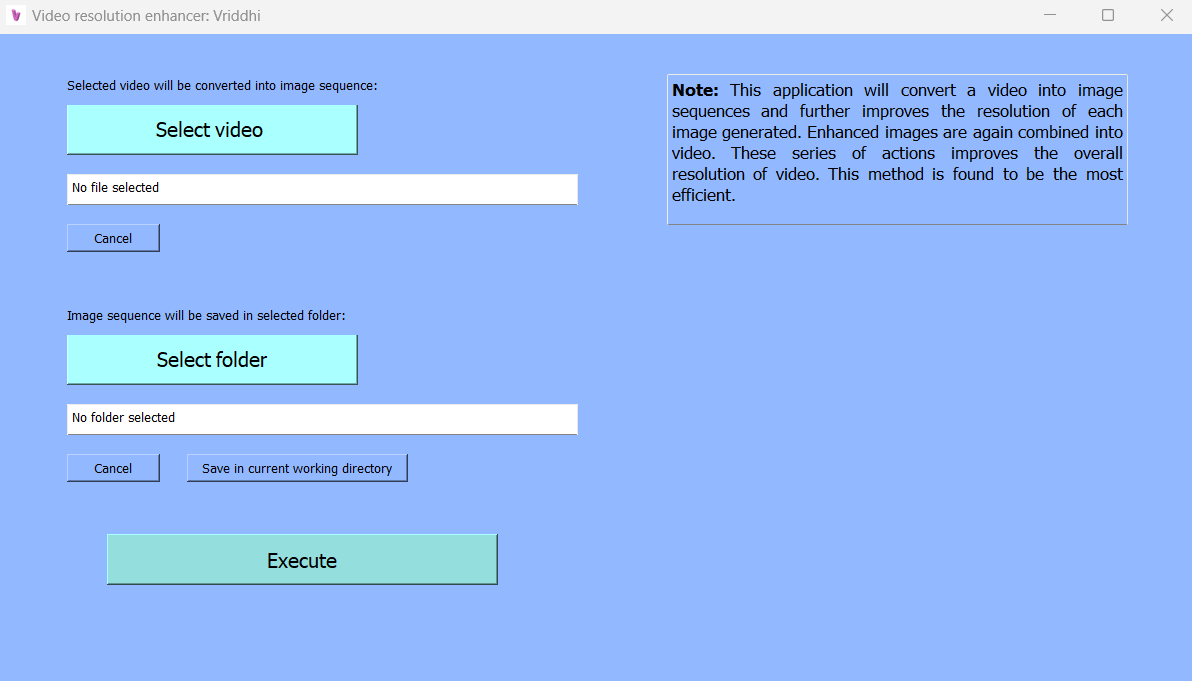 Video resolution enhancer: Vriddhi
Selected video will be converted into image sequence:
Select video
No file selected
Cancel
Image sequence will be saved in selected folder:
Select folder
No folder selected
Cancel
Save in current working directory
Execute
Note: This application will convert a video into image
sequences and further improves the resolution of each
image generated. Enhanced images are again combined into
video. These series of actions improves the overall
resolution of video. This method is found to be the most
efficient.